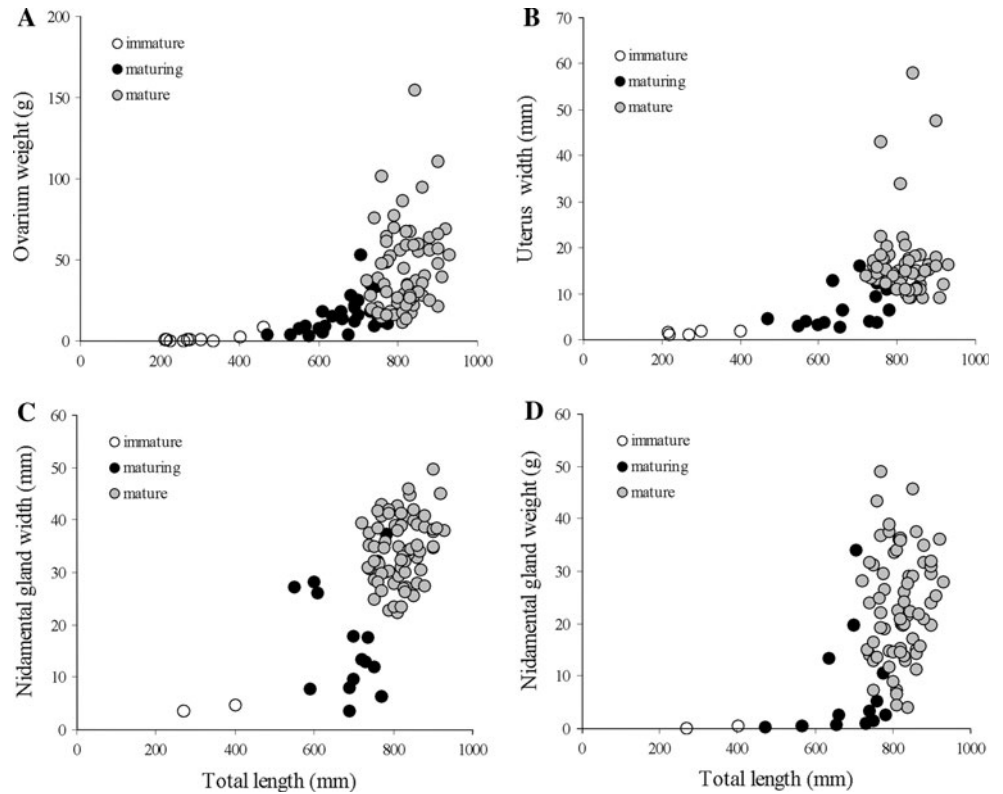 A
Ovarium weight (g)
200
150
100
50
0
immature
maturing
mature
0 200 400 600 800 1000
B
Uterus width (mm)
70
60
50
40
30
20
10
0
immature
maturing
mature
0 200 400 600 800 1000
C
Nidamental gland width (mm)
60
50
40
30
20
10
0
immature
maturing
mature
0 200 400 600 800 1000
Total length (mm)
D
Nidamental gland weight (g)
60
50
40
30
20
10
0
immature
maturing
mature
0 200 400 600 800 1000
Total length (mm)